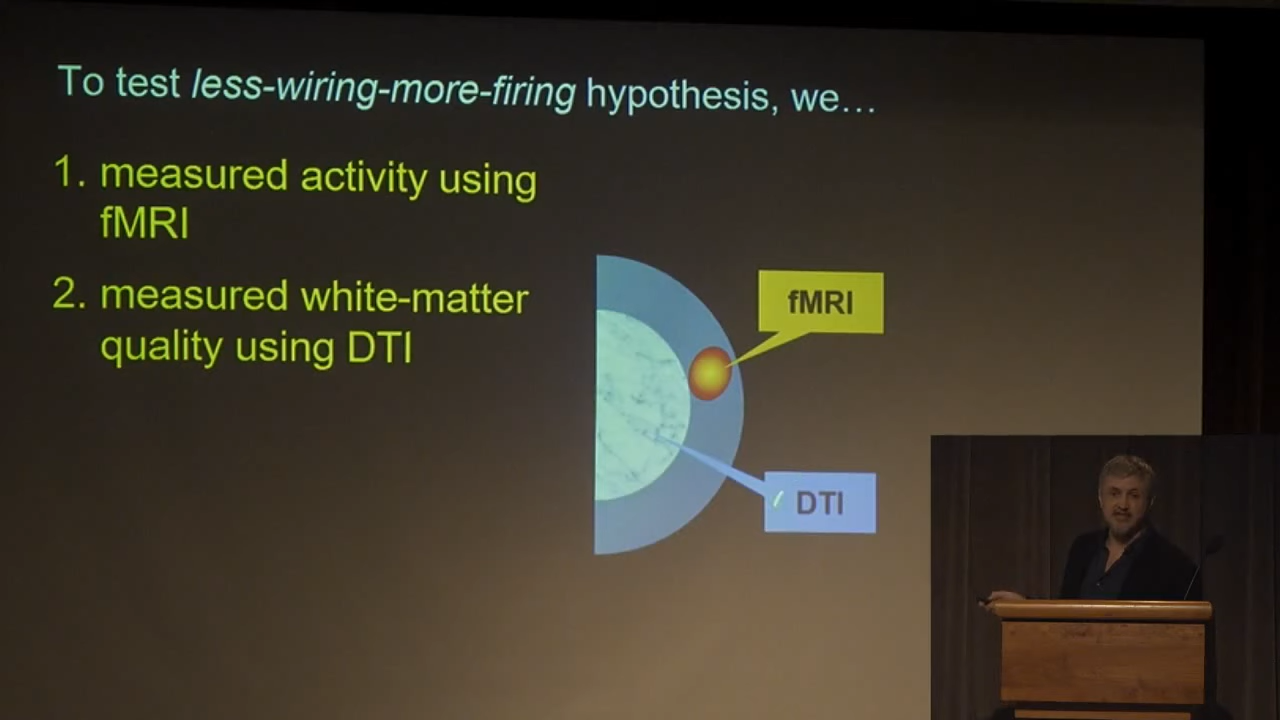 To test less-wiring-more-firing hypothesis, we…
1. measured activity using
fMRI
2. measured white-matter
quality using DTI
fMRI
DTI